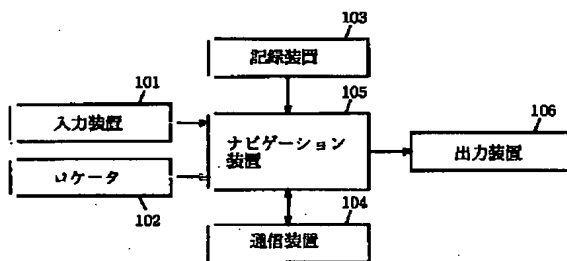 103
記録装置
101
入力装置
105
ナビゲーション
装置
106
出力装置
ロケータ
102
104
通信装置